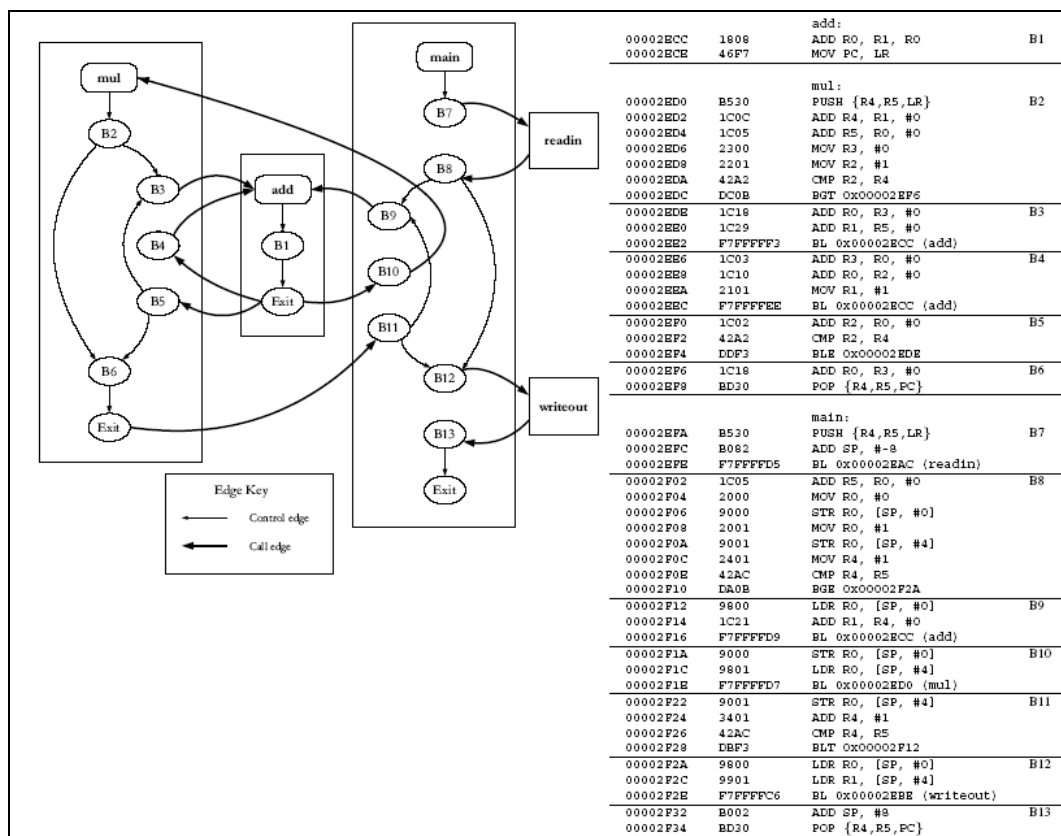 mul
B2
B3
B4
B5
B6
Exit
add
B1
Exit
main
B7
B8
B9
B10
B11
B12
B13
Exit
readin
writeout
Edge Key
Control edge
Call edge
add:
00002ECC 1808 ADD R0, R1, R0 B1
00002ECE 46F7 MOV PC, LR
mul:
00002ED0 B530 PUSH {R4,R5,LR} B2
00002ED2 1C0C ADD R4, R1, #0
00002ED4 1C05 ADD R5, R0, #0
00002ED6 2300 MOV R3, #0
00002ED8 2201 MOV R2, #1
00002EDA 42A2 CMP R2, R4
00002EDC DC0B BGT 0x00002EF6
00002EDE 1C18 ADD R0, R3, #0 B3
00002EE0 1C29 ADD R1, R5, #0
00002EE2 F7FFFFF3 BL 0x00002ECC (add)
00002EE6 1C03 ADD R3, R0, #0 B4
00002EE8 1C10 ADD R0, R2, #0
00002EEA 2101 MOV R1, #1
00002EEC F7FFFFEE BL 0x00002ECC (add)
00002EF0 1C02 ADD R2, R0, #0 B5
00002EF2 42A2 CMP R2, R4
00002EF4 DDF3 BLE 0x00002EDE
00002EF6 1C18 ADD R0, R3, #0 B6
00002EF8 BD30 POP {R4,R5,PC}
main:
00002EFA B530 PUSH {R4,R5,LR} B7
00002EFC B082 ADD SP, #-8
00002EFE F7FFFFD5 BL 0x00002EAC (readin)
00002F02 1C05 ADD R5, R0, #0 B8
00002F04 2000 MOV R0, #0
00002F06 9000 STR R0, [SP, #0]
00002F08 2001 MOV R0, #1
00002F0A 9001 STR R0, [SP, #4]
00002F0C 2401 MOV R4, #1
00002F0E 42AC CMP R4, R5
00002F10 DA0B BGE 0x00002F2A
00002F12 9800 LDR R0, [SP, #0] B9
00002F14 1C21 ADD R1, R4, #0
00002F16 F7FFFFD9 BL 0x00002ECC (add)
00002F1A 9000 STR R0, [SP, #0] B10
00002F1C 9801 LDR R0, [SP, #4]
00002F1E F7FFFFD7 BL 0x00002ED0 (mul)
00002F22 9001 STR R0, [SP, #4] B11
00002F24 3401 ADD R4, #1
00002F26 42AC CMP R4, R5
00002F28 DBF3 BLT 0x00002F12
00002F2A 9800 LDR R0, [SP, #0] B12
00002F2C 9901 LDR R1, [SP, #4]
00002F2E F7FFFFC6 BL 0x00002EBE (writeout)
00002F32 B002 ADD SP, #8 B13
00002F34 BD30 POP {R4,R5,PC}